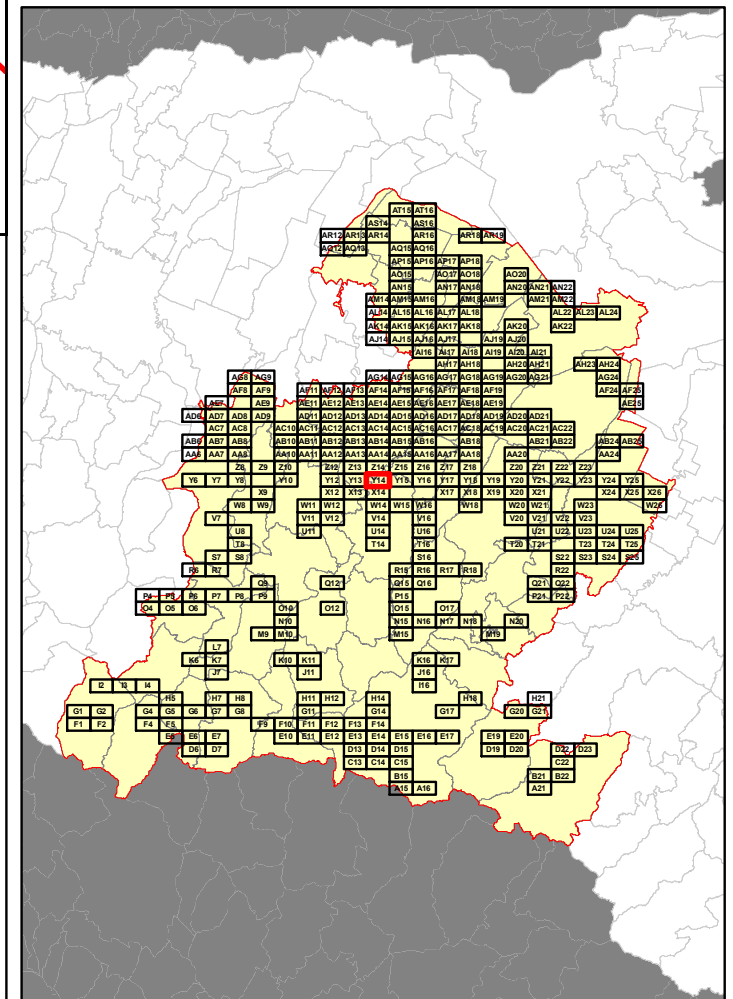 AT15 AT16
AS14 AS16
AR12 AR13 AR14 AR16 AR18 AR19
AQ12 AQ13 AQ15 AQ16
AP15 AP16 AP17 AP18
AO15 AO17 AO18 AO20
AN15 AN17 AN18 AN20 AN21 AN22
AM14 AM15 AM16 AM18 AM19 AM21 AM22
AL14 AL15 AL16 AL17 AL18 AL22 AL23 AL24
AK14 AK15 AK16 AK17 AK18 AK20 AK22
AJ14 AJ15 AJ16 AJ17 AJ19 AJ20
AI16 AI17 AI18 AI19 AI20 AI21
AH17 AH18 AH20 AH21 AH23 AH24
AG8 AG9 AG14 AG15 AG16 AG17 AG18 AG19 AG20 AG21 AG24
AF8 AF9 AF11 AF12 AF13 AF14 AF15 AF16 AF17 AF18 AF19 AF24 AF25
AE7 AE9 AE11 AE12 AE13 AE14 AE15 AE16 AE17 AE18 AE19 AE25
AD6 AD7 AD8 AD9 AD11 AD12 AD13 AD14 AD15 AD16 AD17 AD18 AD19 AD20 AD21
AC7 AC8 AC10 AC11 AC12 AC13 AC14 AC15 AC16 AC17 AC18 AC19 AC20 AC21 AC22
AB6 AB7 AB8 AB10 AB11 AB12 AB13 AB14 AB15 AB16 AB18 AB21 AB22 AB24 AB25
AA6 AA7 AA8 AA10 AA11 AA12 AA13 AA14 AA15 AA16 AA18 AA20 AA24
Z8 Z9 Z10 Z12 Z13 Z14 Z15 Z16 Z17 Z18 Z20 Z21 Z22 Z23
Y6 Y7 Y8 Y10 Y12 Y13 Y14 Y15 Y16 Y17 Y18 Y19 Y20 Y21 Y22 Y23 Y24 Y25
X9 X12 X13 X14 X17 X18 X19 X20 X21 X24 X25 X26
W8 W9 W11 W12 W14 W15 W16 W18 W20 W21 W23 W26
V7 V11 V12 V14 V16 V20 V21 V22 V23
U8 U11 U14 U16 U21 U22 U23 U24 U25
T8 T14 T16 T20 T21 T23 T24 T25
S7 S8 S16 S22 S23 S24 S25
R6 R7 R15 R16 R17 R18 R22
Q9 Q12 Q15 Q16 Q21 Q22
P4 P5 P6 P7 P8 P9 P15 P21 P22
O4 O5 O6 O10 O12 O15 O17
N10 N15 N16 N17 N18 N20
M9 M10 M15 M19
L7
K6 K7 K10 K11 K16 K17
J7 J11 J16
I2 I3 I4 I16
H5 H7 H8 H11 H12 H14 H18 H21
G1 G2 G4 G5 G6 G7 G8 G11 G14 G17 G20 G21
F1 F2 F4 F5 F9 F10 F11 F12 F13 F14
E5 E6 E7 E10 E11 E12 E13 E14 E15 E16 E17 E19 E20
D6 D7 D13 D14 D15 D19 D20 D22 D23
C13 C14 C15 C22
B15 B21 B22
A15 A16 A21